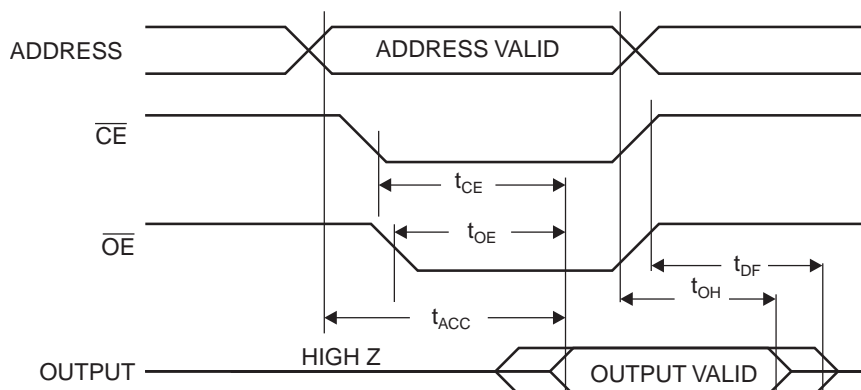 ADDRESS
ADDRESS VALID
CE
tCE
OE
tOE
tDF
tOH
tACC
HIGH Z
OUTPUT
OUTPUT VALID